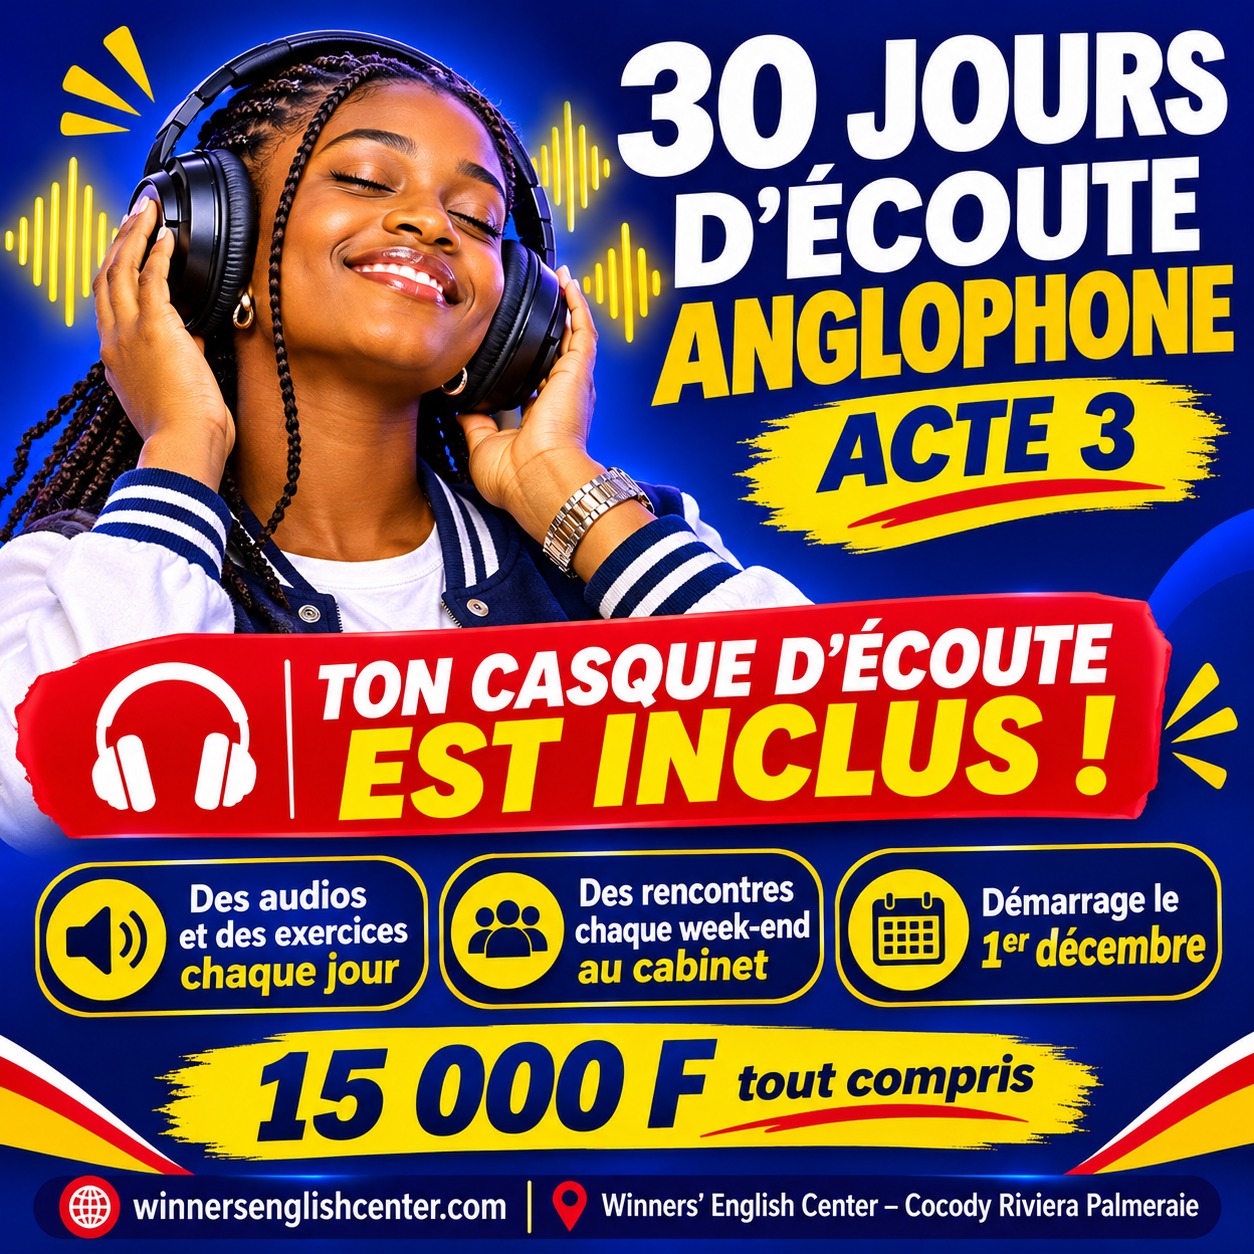 30 JOURS
D'ÉCOUTE
ANGLOPHONE
ACTE 3
TON CASQUE D'ÉCOUTE
EST INCLUS !
Des audios
et des exercices
chaque jour
Des rencontres
chaque week-end
au cabinet
Démarrage le
1er décembre
15 000 F tout compris
winnersenglishcenter.com
Winners' English Center – Cocody Riviera Palmeraie